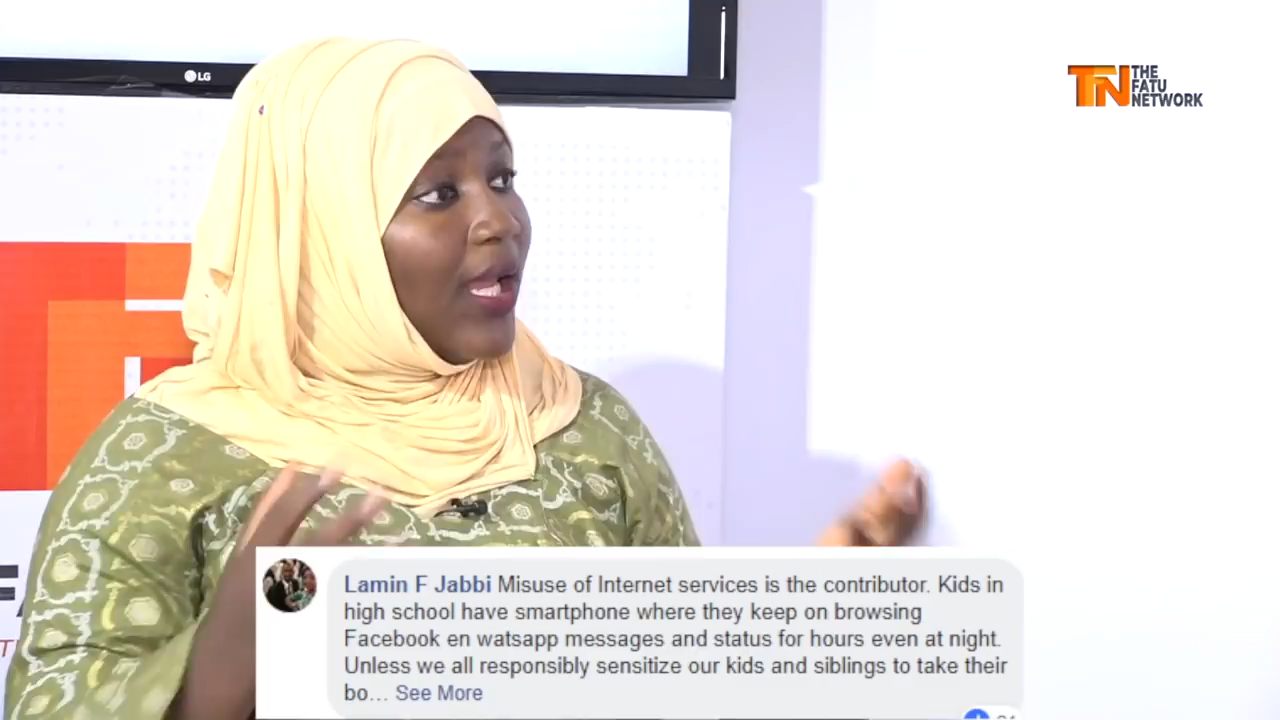 LG
TFN THE
FATU
NETWORK
Lamin F Jabbi Misuse of Internet services is the contributor. Kids in
high school have smartphone where they keep on browsing
Facebook en watsapp messages and status for hours even at night.
Unless we all responsibly sensitize our kids and siblings to take their
bo... See More